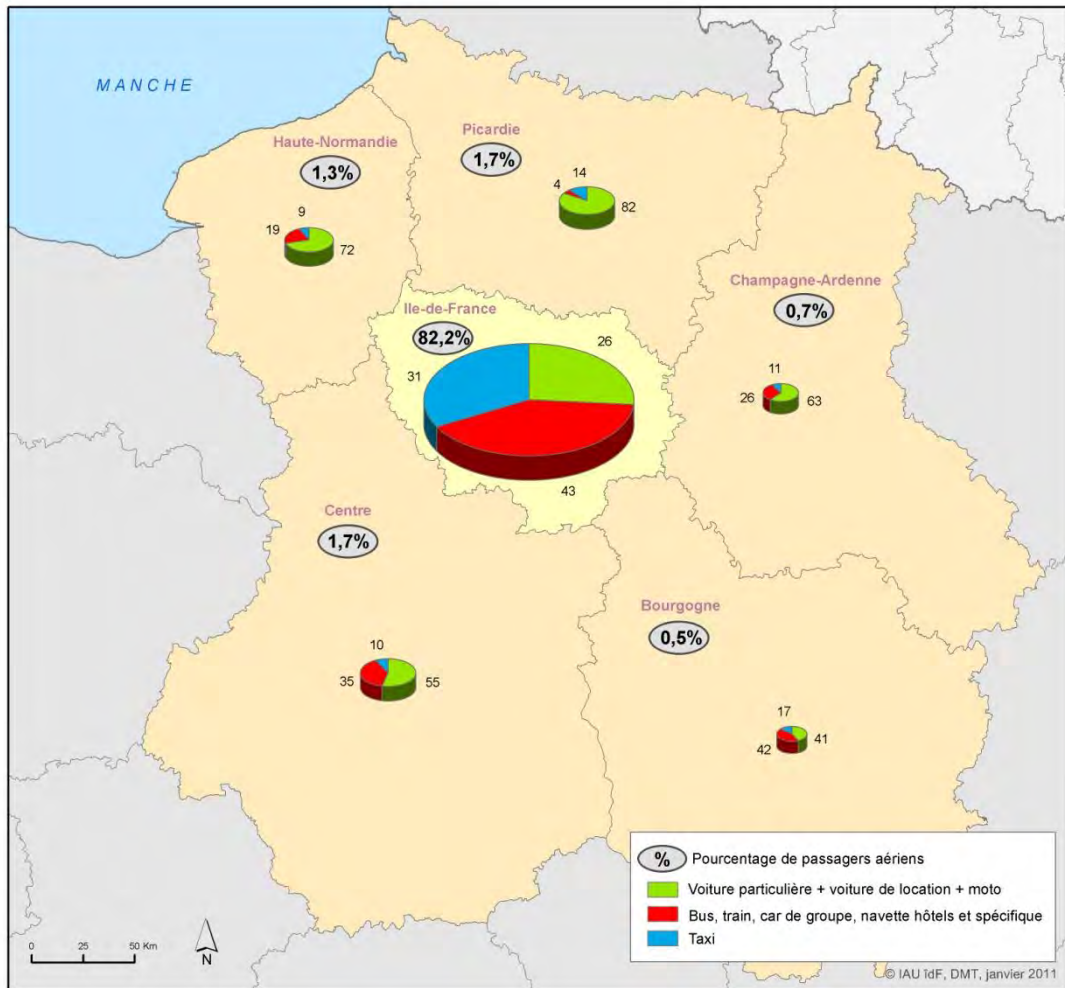 MANCHE
Haute-Normandie
1,3%
9
19
72
Picardie
1,7%
14
4
82
Champagne-Ardenne
0,7%
11
26
63
Ile-de-France
82,2%
26
31
43
Centre
1,7%
10
35
55
Bourgogne
0,5%
17
42
41
% Pourcentage de passagers aériens
Voiture particulière + voiture de location + moto
Bus, train, car de groupe, navette hôtels et spécifique
Taxi
0 25 50 Km
N
© IAU îdF, DMT, janvier 2011